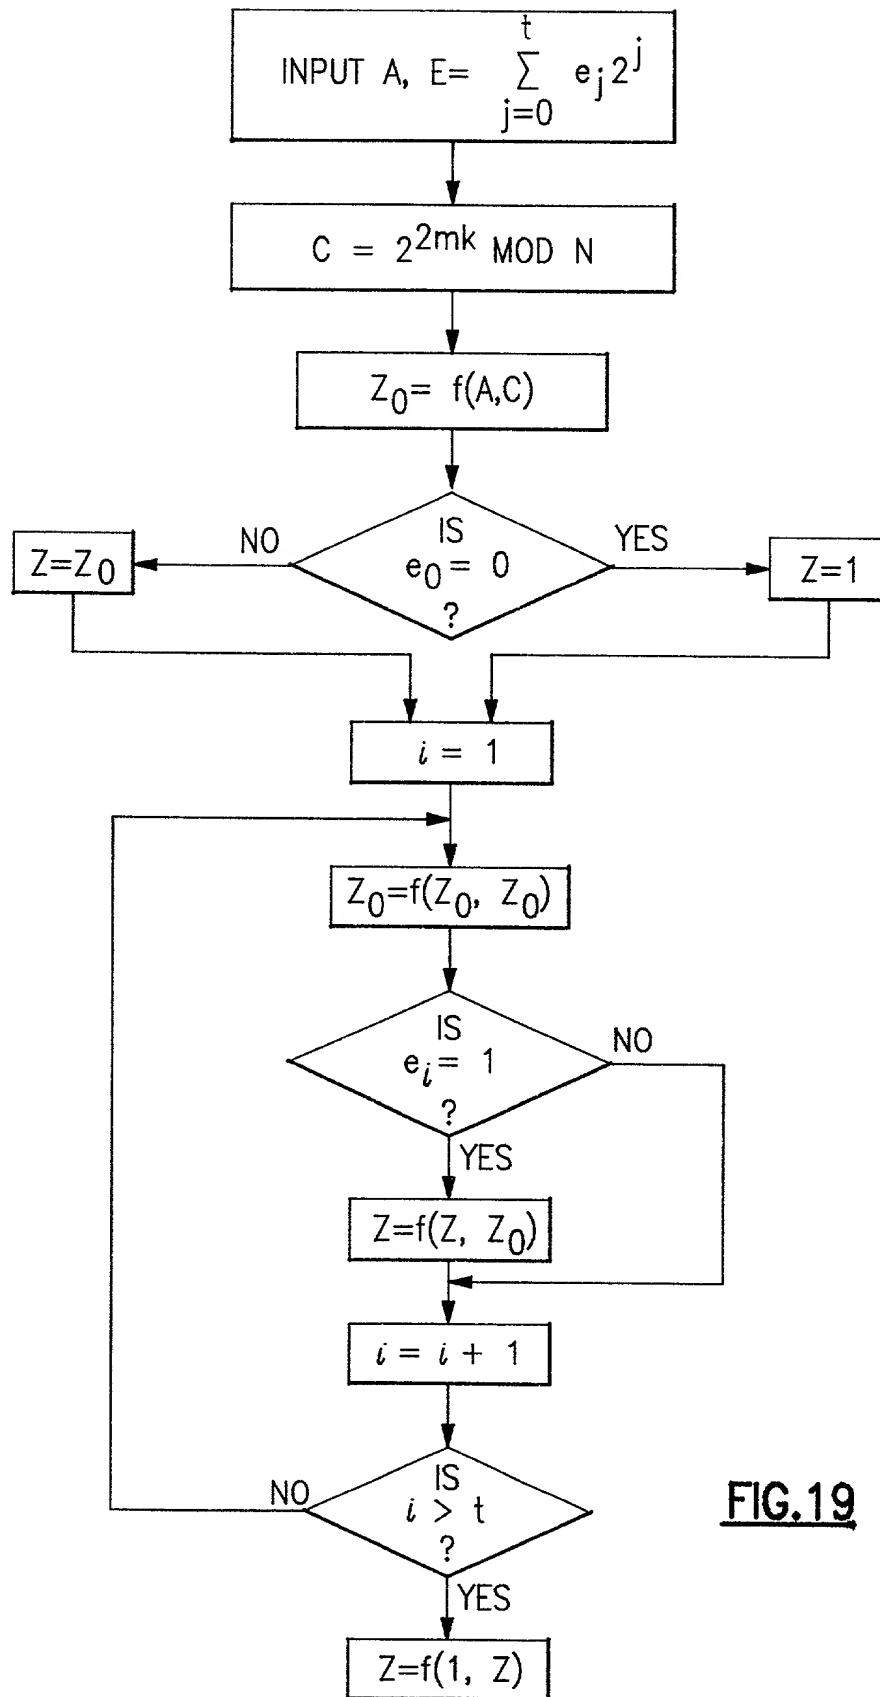 INPUT A, E= t∑j=0 e_j 2^j
C = 2^2mk MOD N
Z_0= f(A,C)
NO
IS
e_0= 0
?
YES
Z=Z_0
Z=1
i = 1
Z_0=f(Z_0, Z_0)
IS
e_i= 1
?
NO
YES
Z=f(Z, Z_0)
i = i + 1
NO
IS
i > t
?
YES
FIG.19
Z=f(1, Z)